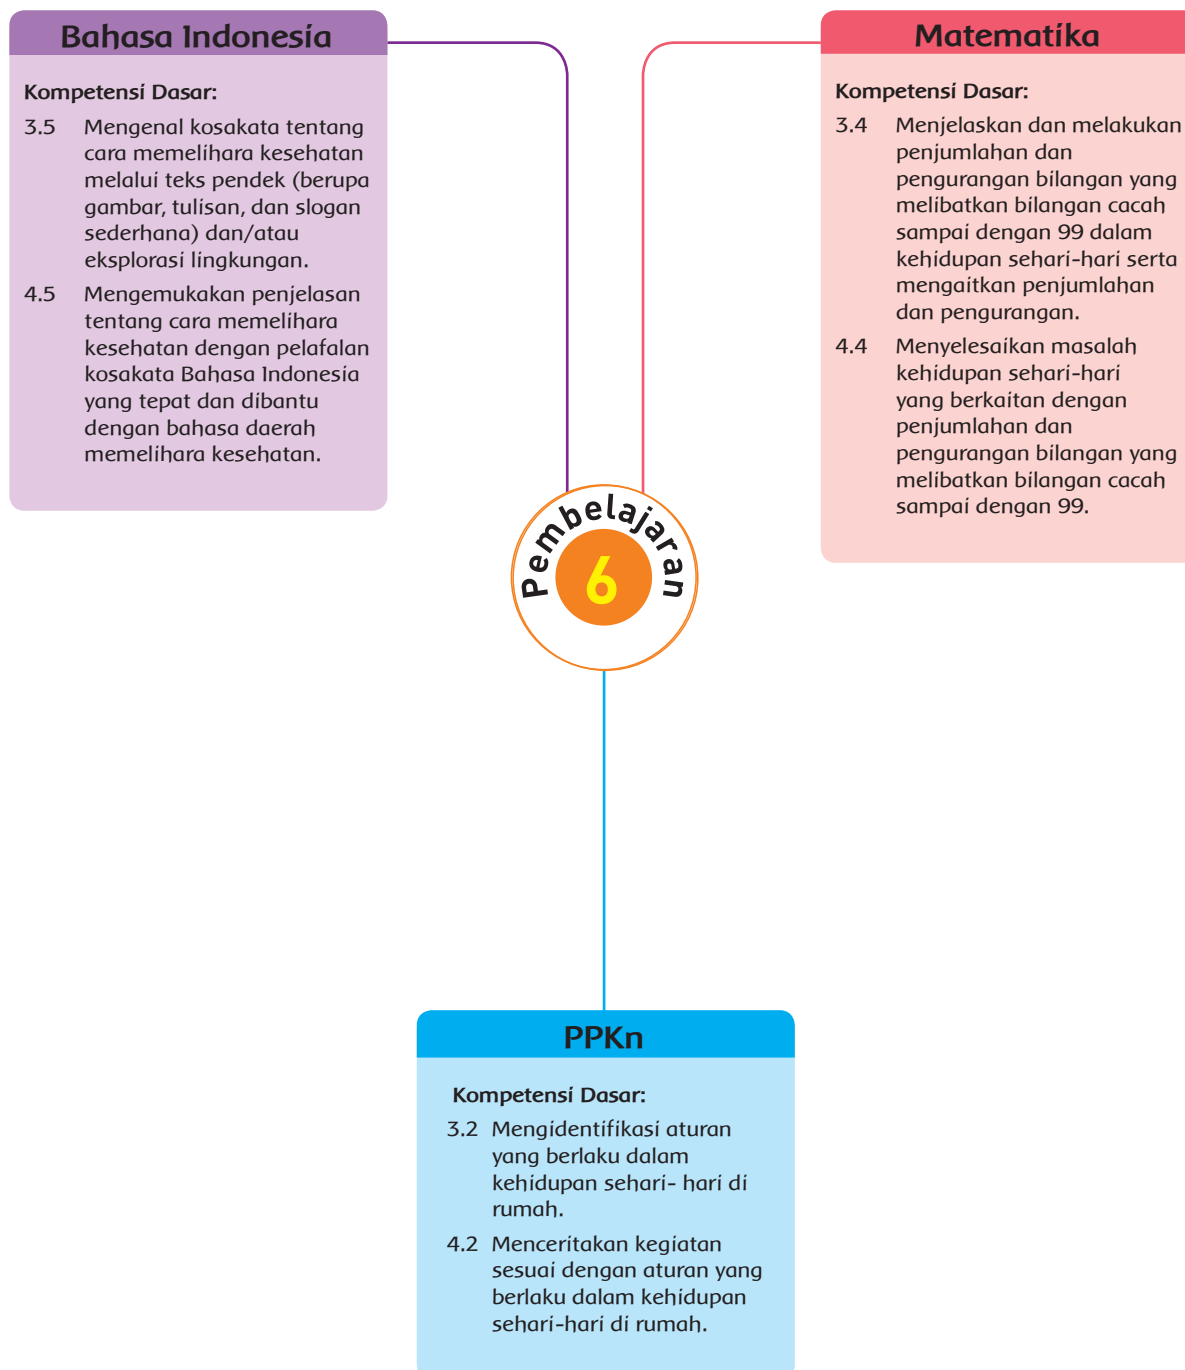 Bahasa Indonesia
Kompetensi Dasar:
3.5 Mengenal kosakata tentang
cara memelihara kesehatan
melalui teks pendek (berupa
gambar, tulisan, dan slogan
sederhana) dan/atau
eksplorasi lingkungan.
4.5 Mengemukakan penjelasan
tentang cara memelihara
kesehatan dengan pelafalan
kosakata Bahasa Indonesia
yang tepat dan dibantu
dengan bahasa daerah
memelihara kesehatan.
Matematika
Kompetensi Dasar:
3.4 Menjelaskan dan melakukan
penjumlahan dan
pengurangan bilangan yang
melibatkan bilangan cacah
sampai dengan 99 dalam
kehidupan sehari-hari serta
mengaitkan penjumlahan
dan pengurangan.
4.4 Menyelesaikan masalah
kehidupan sehari-hari
yang berkaitan dengan
penjumlahan dan
pengurangan bilangan yang
melibatkan bilangan cacah
sampai dengan 99.
Pembelajaran
6
PPKn
Kompetensi Dasar:
3.2 Mengidentifikasi aturan
yang berlaku dalam
kehidupan sehari- hari di
rumah.
4.2 Menceritakan kegiatan
sesuai dengan aturan yang
berlaku dalam kehidupan
sehari-hari di rumah.